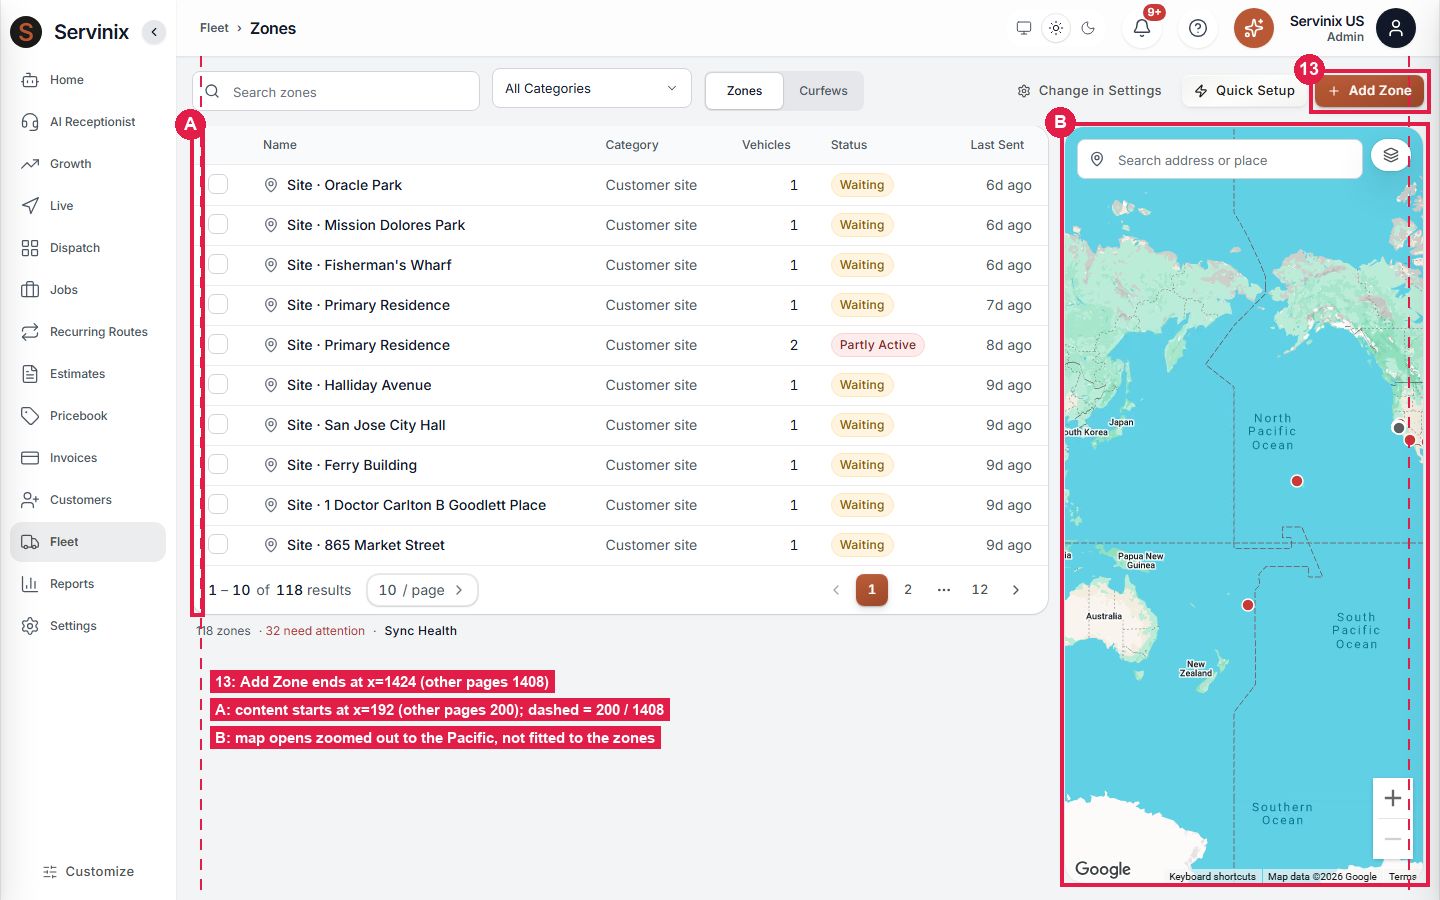 S Servinix
Fleet › Zones
9+
Servinix US
Admin
Home
AI Receptionist
Growth
Live
Dispatch
Jobs
Recurring Routes
Estimates
Pricebook
Invoices
Customers
Fleet
Reports
Settings
Customize
Search zones
All Categories
Zones
Curfews
Change in Settings
Quick Setup
13
+ Add Zone
A
Name Category Vehicles Status Last Sent
Site · Oracle Park Customer site 1 Waiting 6d ago
Site · Mission Dolores Park Customer site 1 Waiting 6d ago
Site · Fisherman's Wharf Customer site 1 Waiting 6d ago
Site · Primary Residence Customer site 1 Waiting 7d ago
Site · Primary Residence Customer site 2 Partly Active 8d ago
Site · Halliday Avenue Customer site 1 Waiting 9d ago
Site · San Jose City Hall Customer site 1 Waiting 9d ago
Site · Ferry Building Customer site 1 Waiting 9d ago
Site · 1 Doctor Carlton B Goodlett Place Customer site 1 Waiting 9d ago
Site · 865 Market Street Customer site 1 Waiting 9d ago
1 – 10 of 118 results 10 / page 1 2 ··· 12
118 zones · 32 need attention · Sync Health
13: Add Zone ends at x=1424 (other pages 1408)
A: content starts at x=192 (other pages 200); dashed = 200 / 1408
B: map opens zoomed out to the Pacific, not fitted to the zones
B
Search address or place
North
Pacific
Ocean
Japan
outh Korea
ia
Papua New
Guinea
Australia
South
Pacific
Ocean
New
Zealand
Southern
Ocean
+
−
Google
Keyboard shortcuts Map data ©2026 Google Terms